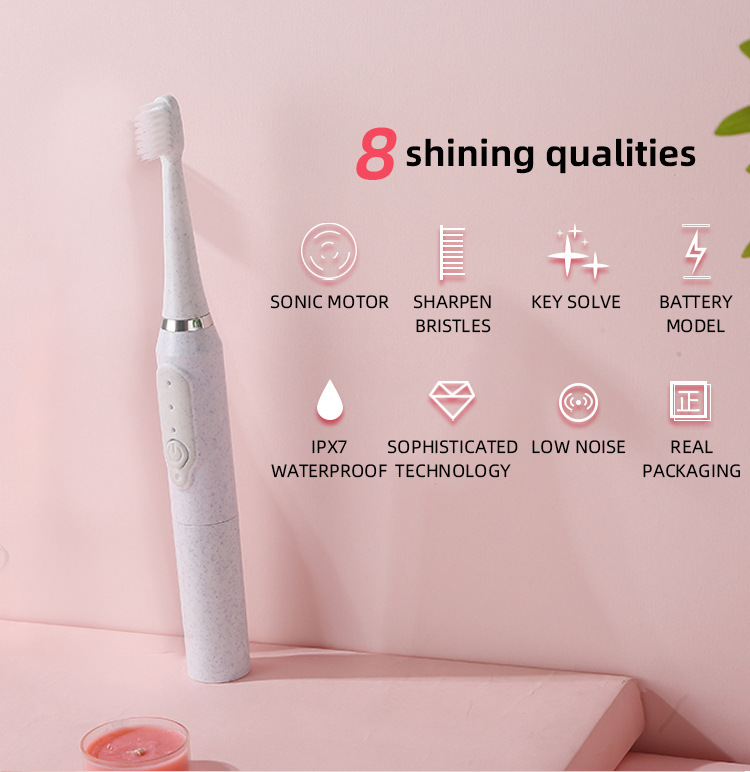 8 shining qualities
SONIC MOTOR
SHARPEN
BRISTLES
KEY SOLVE
BATTERY
MODEL
IPX7
WATERPROOF
SOPHISTICATED
TECHNOLOGY
LOW NOISE
正
REAL
PACKAGING